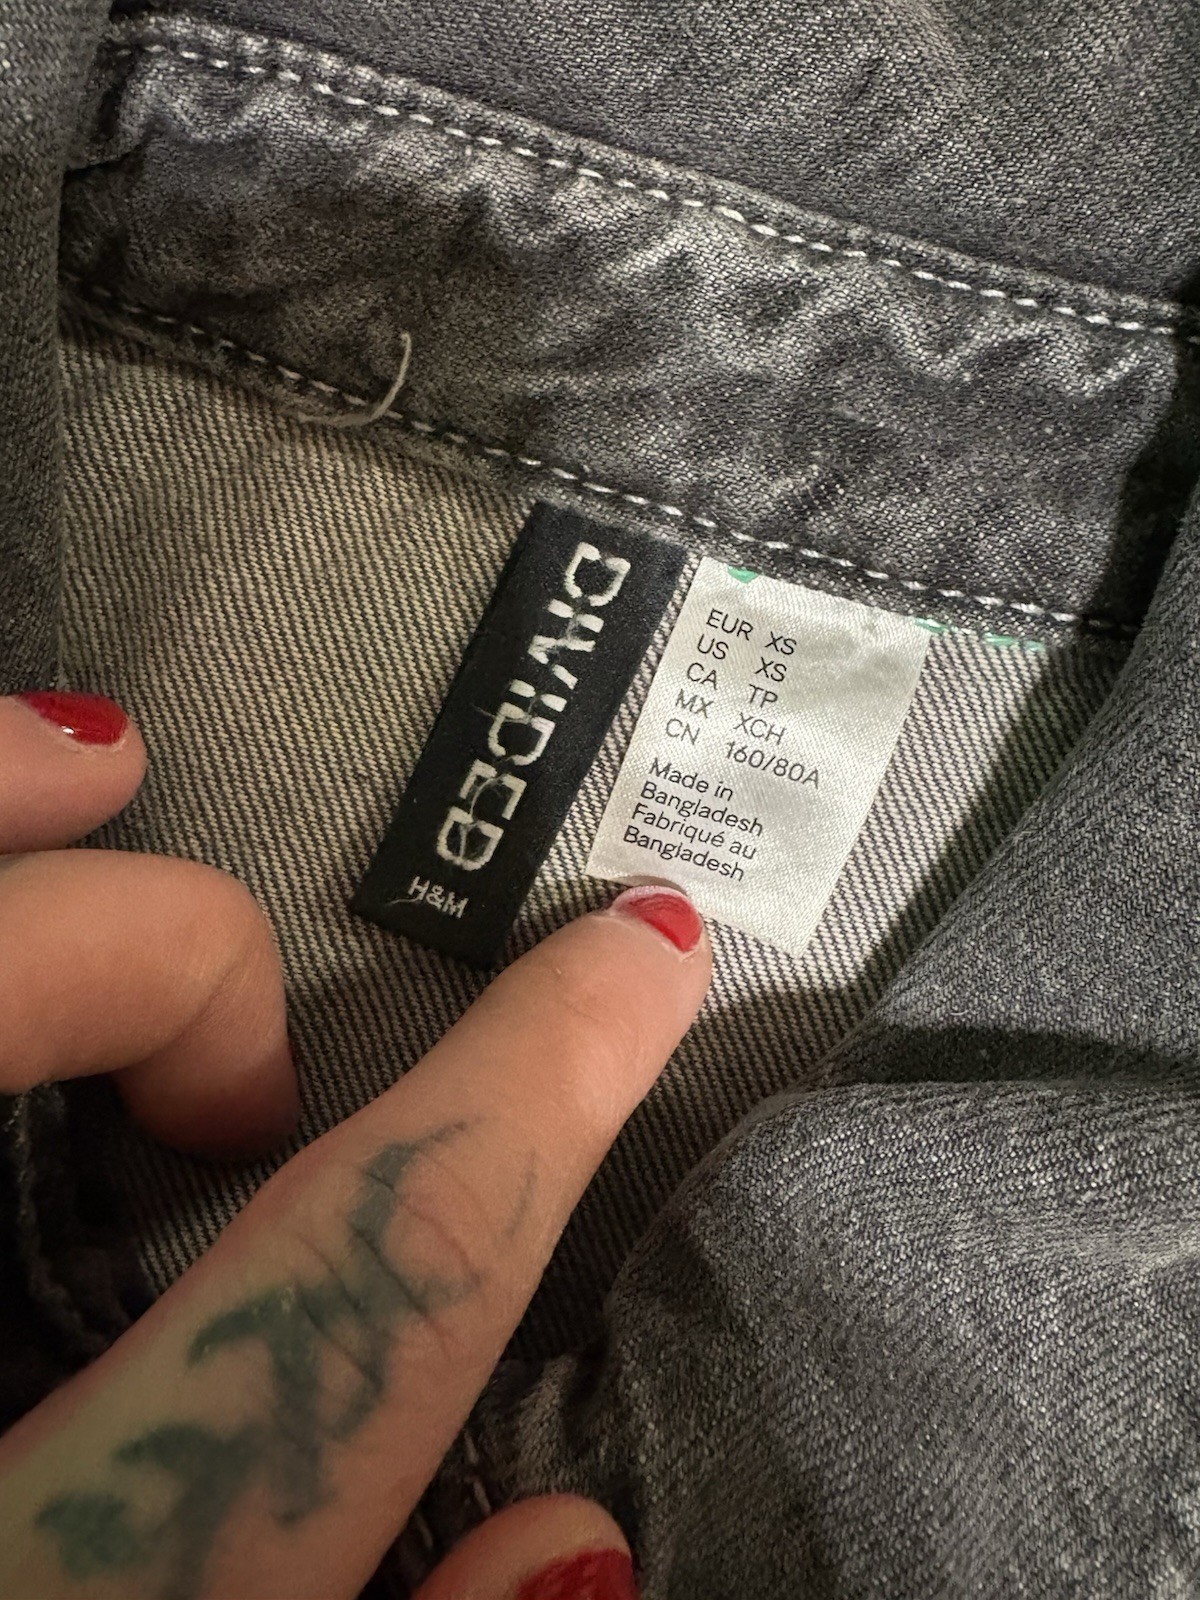 DIVIDED
H&M
EUR XS
US XS
CA TP
MX XCH
CN 160/80A
Made in
Bangladesh
Fabriqué au
Bangladesh